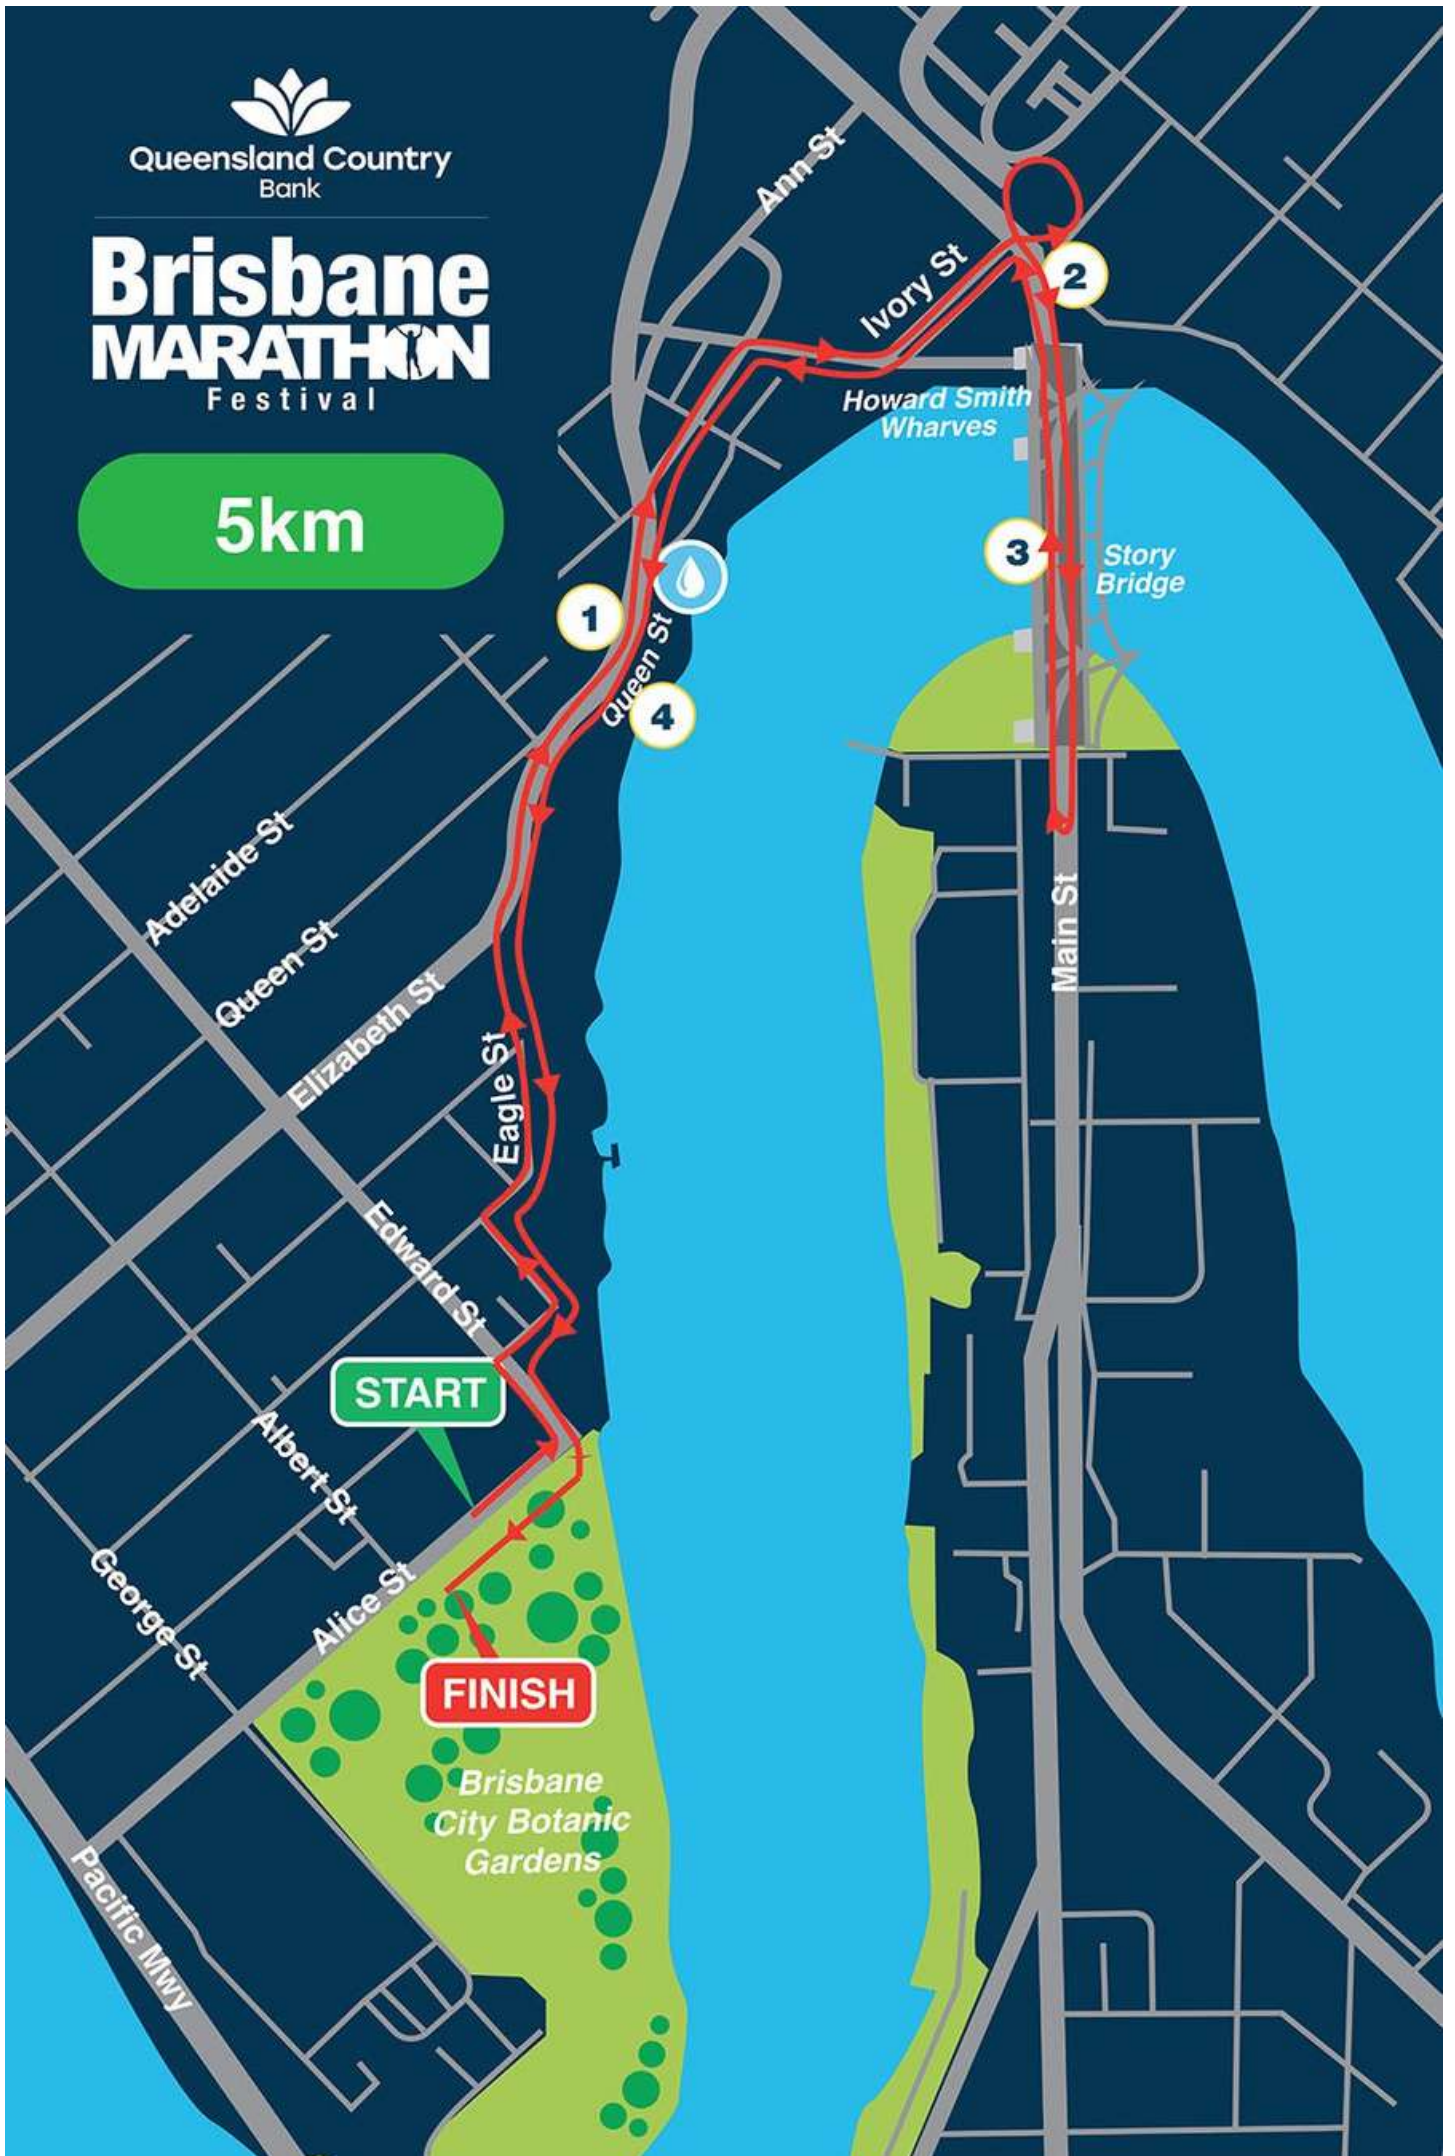 Queensland Country
Bank
Brisbane
MARATHON
Festival
5km
Ann St
Ivory St
2
Howard Smith
Wharves
3
Story
Bridge
1
Queen St
4
Adelaide St
Queen St
Elizabeth St
Main St
Eagle St
Edward St
START
Albert St
George St
Alice St
FINISH
Brisbane
City Botanic
Gardens
Pacific Mwy